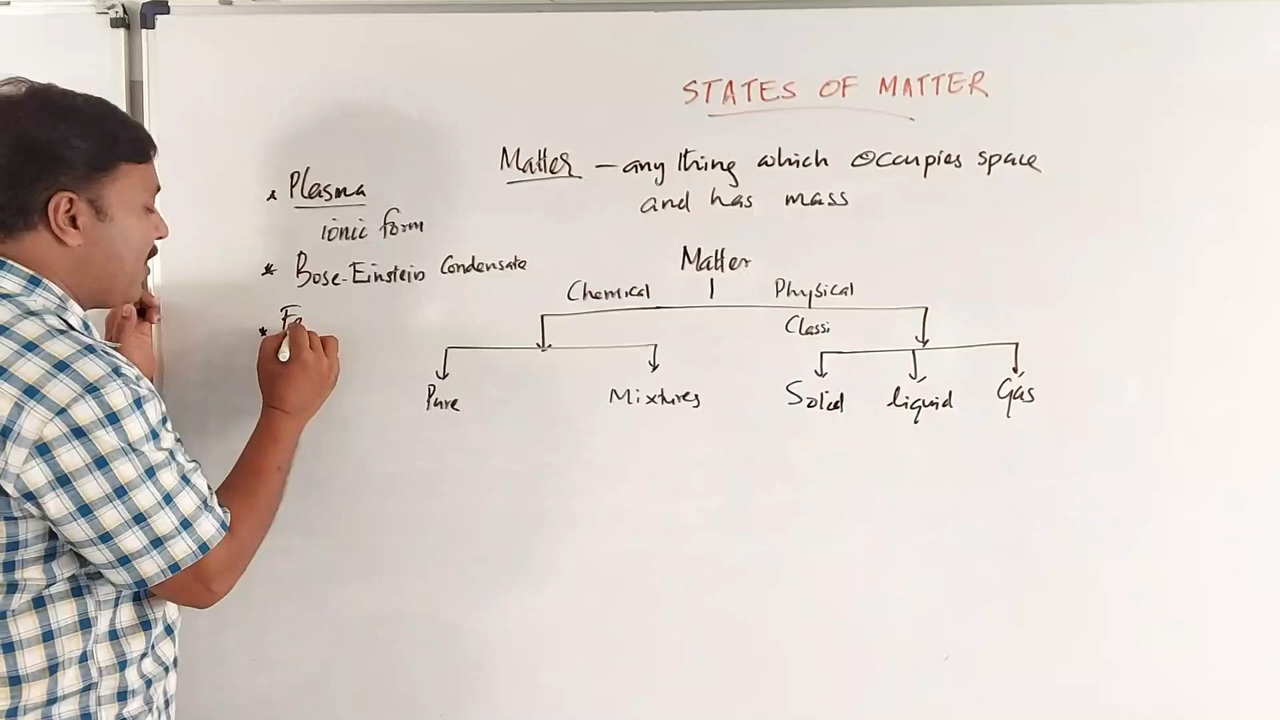 STATES OF MATTER
Matter – any thing which occupies space
and has mass
* Plasma
ionic form
* Bose-Einstein Condensate
* Fe
Matter
Chemical Physical
Classi
Pure Mixtures Solid liquid Gas